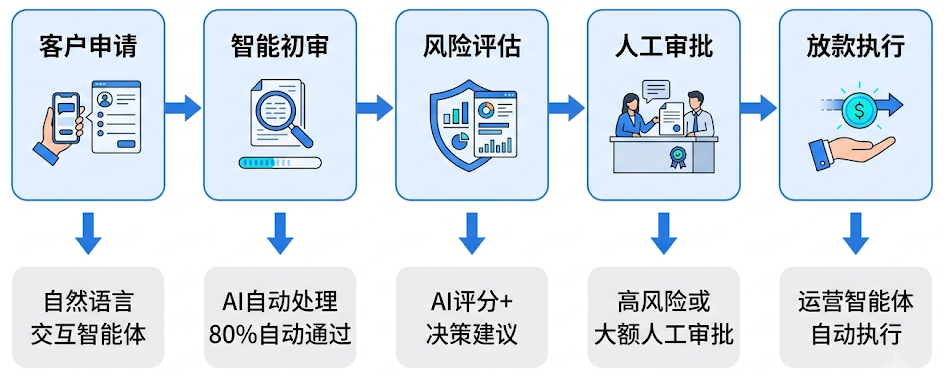 客户申请
智能初审
风险评估
人工审批
放款执行
自然语言
交互智能体
AI自动处理
80%自动通过
AI评分+
决策建议
高风险或
大额人工审批
运营智能体
自动执行